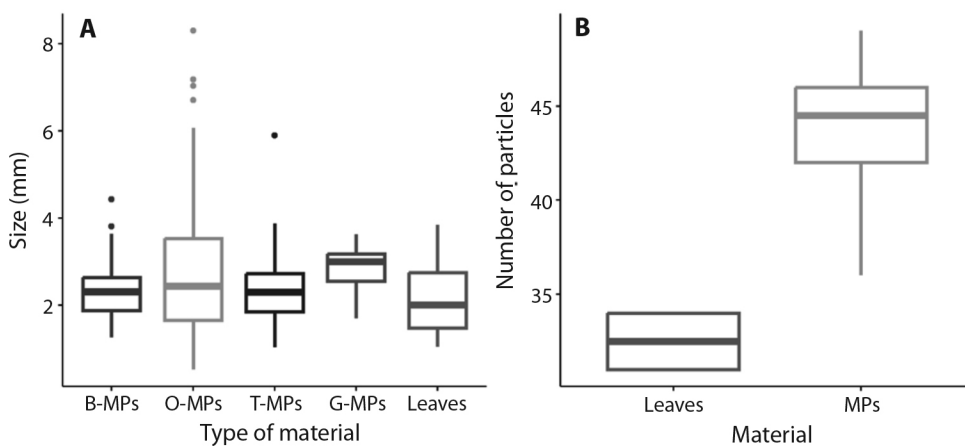 A
Size (mm)
8
6
4
2
B-MPs O-MPs T-MPs G-MPs Leaves
Type of material
B
Number of particles
45
40
35
Leaves MPs
Material